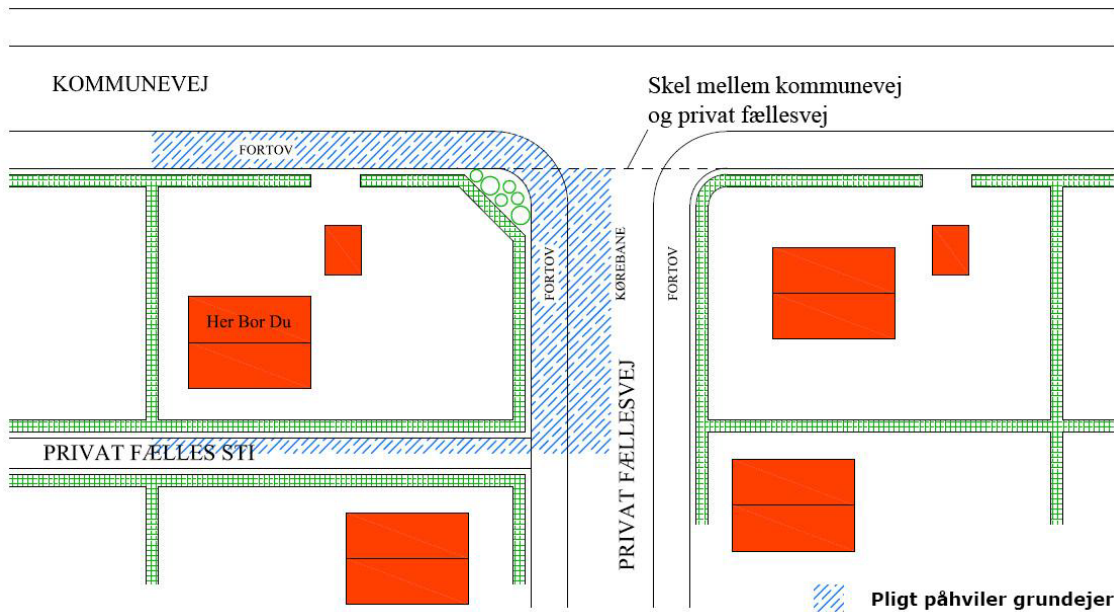 KOMMUNEVEJ
Skel mellem kommunevej
og privat fællesvej
FORTOV
FORTOV
KØREBANE
FORTOV
Her Bor Du
PRIVAT FÆLLESVEJ
PRIVAT FÆLLES STI
Pligt påhviler grundejer